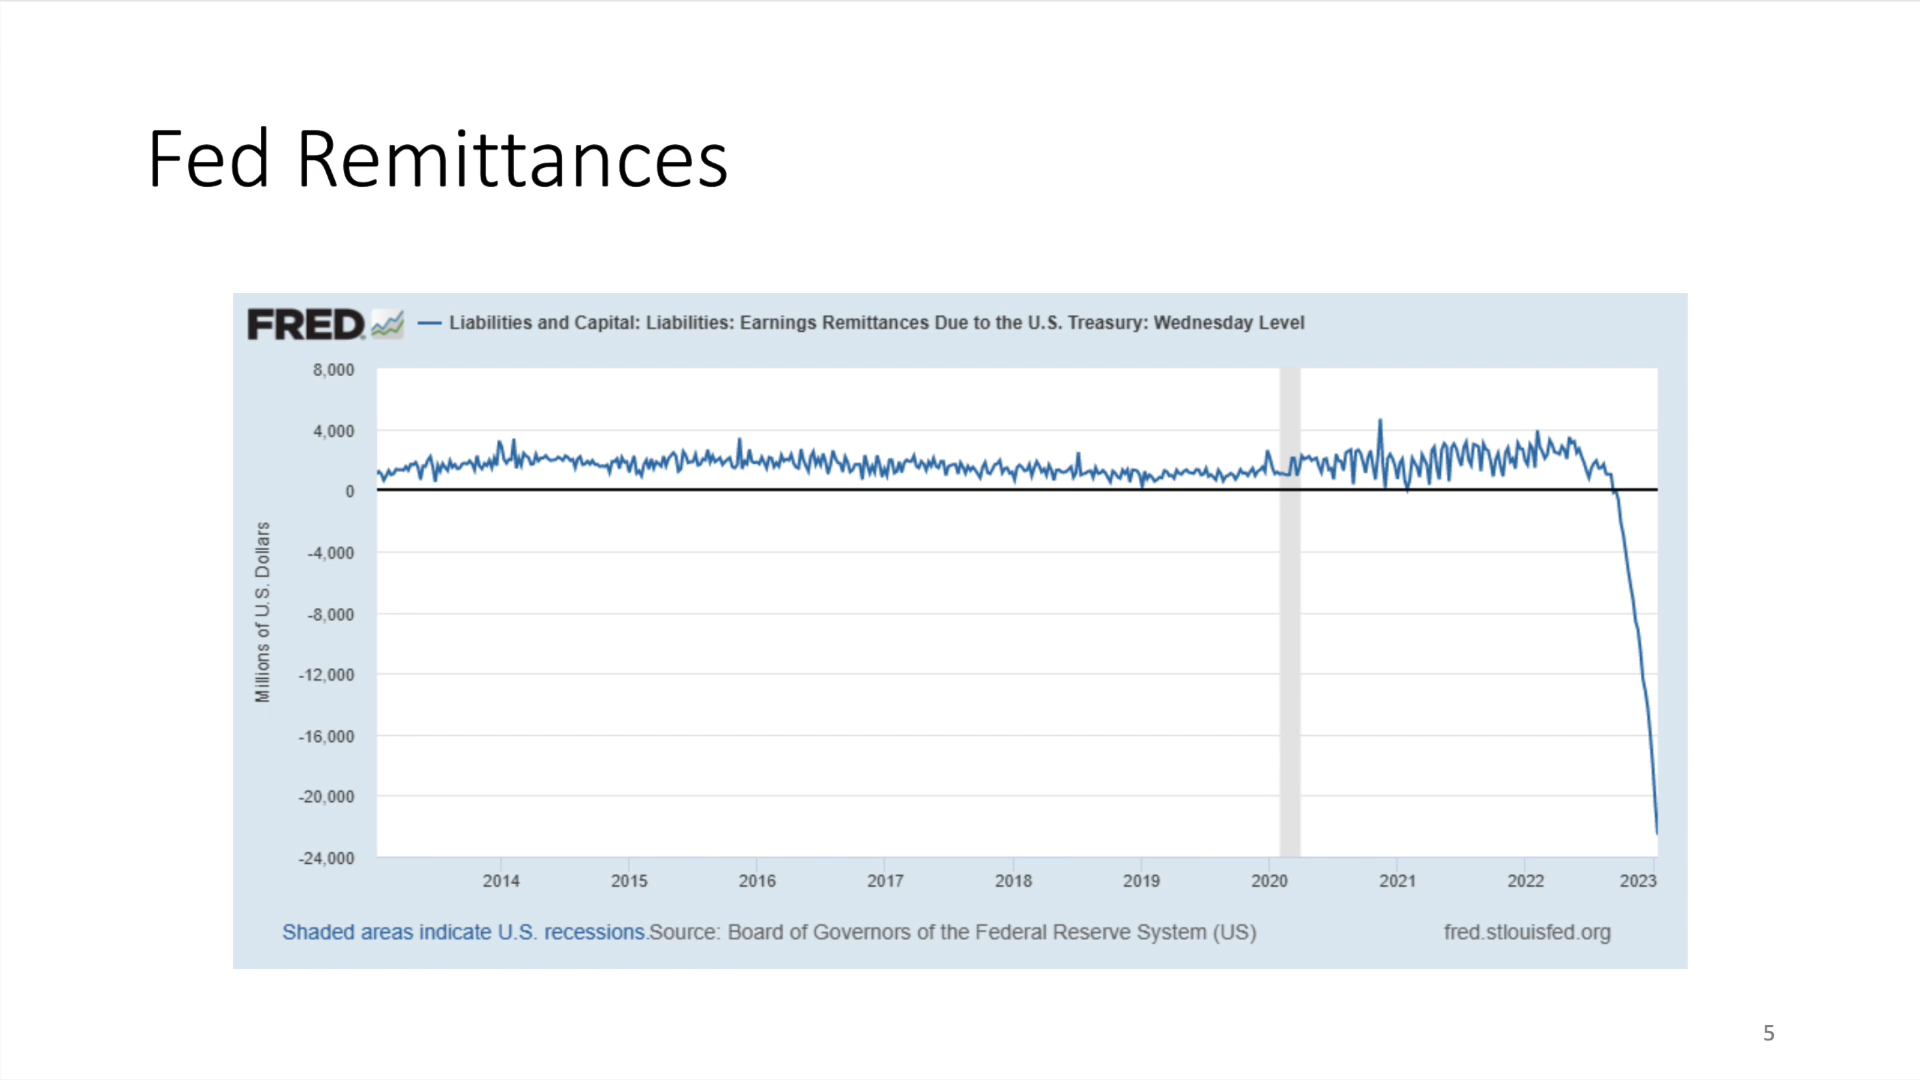 Fed Remittances
FRED
Liabilities and Capital: Liabilities: Earnings Remittances Due to the U.S. Treasury: Wednesday Level
8,000
4,000
0
-4,000
-8,000
-12,000
-16,000
-20,000
-24,000
Millions of U.S. Dollars
2014 2015 2016 2017 2018 2019 2020 2021 2022 2023
Shaded areas indicate U.S. recessions.Source: Board of Governors of the Federal Reserve System (US) fred.stlouisfed.org
5